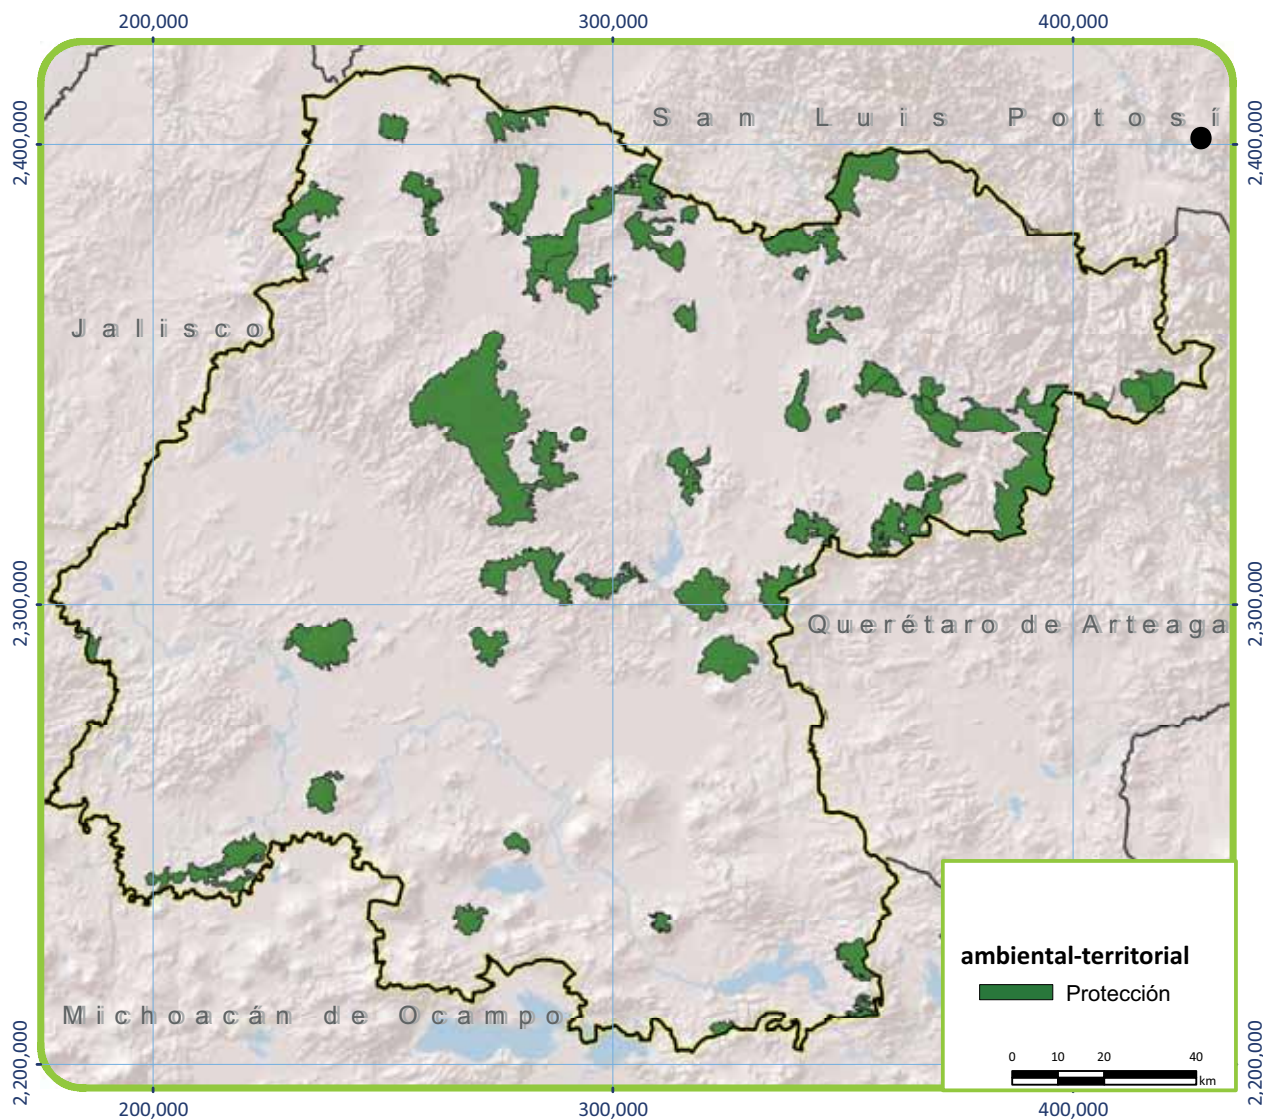 200,000 300,000 400,000
San Luis Potosí
2,400,000 2,400,000
Jalisco
2,300,000 2,300,000
Querétaro de Arteaga
ambiental-territorial
Protección
Michoacán de Ocampo
2,200,000 2,200,000
0 10 20 40
km
200,000 300,000 400,000